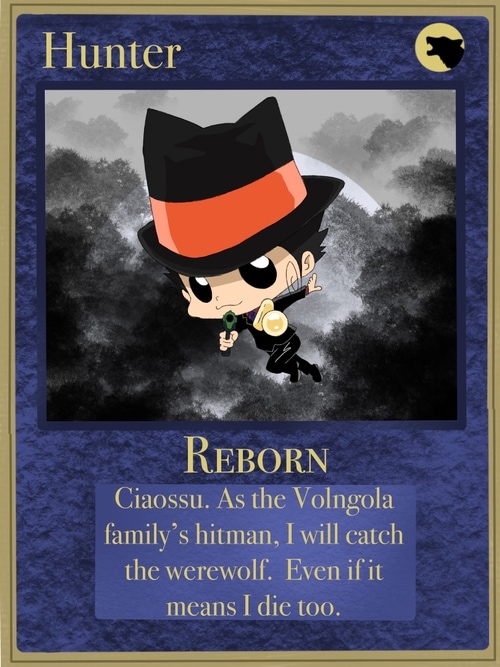 Hunter
REBORN
Ciaossu. As the Volngola
family's hitman, I will catch
the werewolf.  Even if it
means I die too.